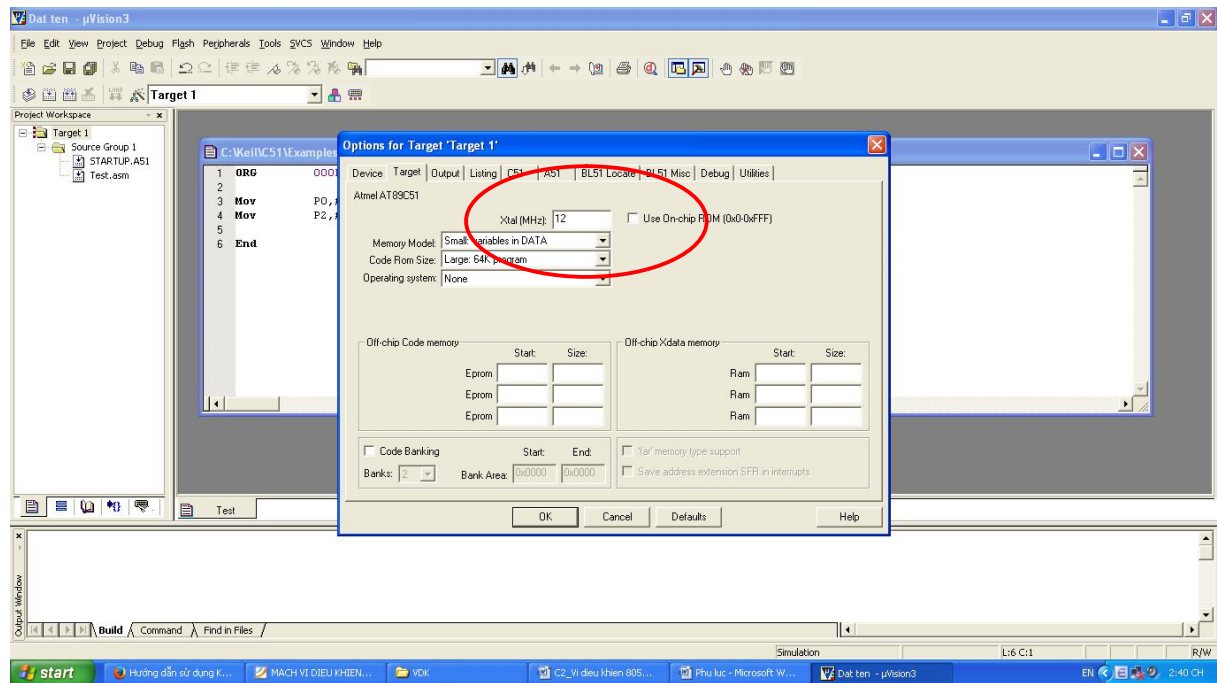 Dat ten - µVision3
File Edit View Project Debug Flash Peripherals Tools SVCS Window Help
Target 1
Project Workspace
Target 1
Source Group 1
STARTUP.A51
Test.asm
C:\Keil\C51\Examples
1 ORG
2
3 Mov P0,
4 Mov P2,
5
6 End
Options for Target 'Target 1'
Device Target Output Listing C51 A51 BL51 Locate BL51 Misc Debug Utilities
Atmel AT89C51
Xtal (MHz): 12
Use On-chip ROM (0x0-0xFFF)
Memory Model: Small: variables in DATA
Code Rom Size: Large: 64K program
Operating system: None
Off-chip Code memory
Start: Size:
Eprom
Eprom
Eprom
Off-chip Xdata memory
Start: Size:
Ram
Ram
Ram
Code Banking Start: End:
Banks: 2 Bank Area: 0x0000 0x0000
'far' memory type support
Save address extension SFR in interrupts
OK Cancel Defaults Help
Test
Output Window
Build Command Find in Files
Simulation L:6 C:1 R/W
start Hướng dẫn sử dụng K... MACH VI DIEU KHIEN... VDK C2_Vi dieu khien 805... Phu luc - Microsoft W... Dat ten - µVision3 EN 2:40 CH